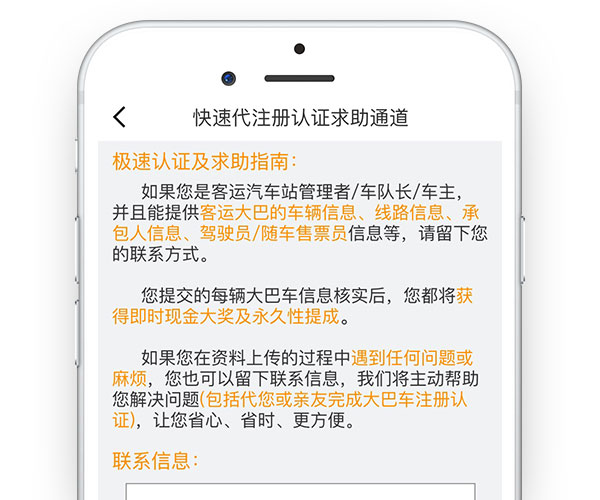 快速代注册认证求助通道
极速认证及求助指南：
如果您是客运汽车站管理者/车队长/车主，
并且能提供客运大巴的车辆信息、线路信息、承
包人信息、驾驶员/随车售票员信息等，请留下您
的联系方式。
您提交的每辆大巴车信息核实后，您都将获
得即时现金大奖及永久性提成。
如果您在资料上传的过程中遇到任何问题或
麻烦，您也可以留下联系信息，我们将主动帮助
您解决问题(包括代您或亲友完成大巴车注册认
证)，让您省心、省时、更方便。
联系信息：